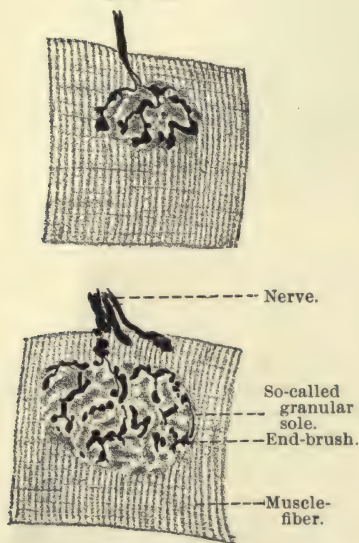 Nerve.
So-called
granular
sole.
End-brush.
Muscle-
fiber.